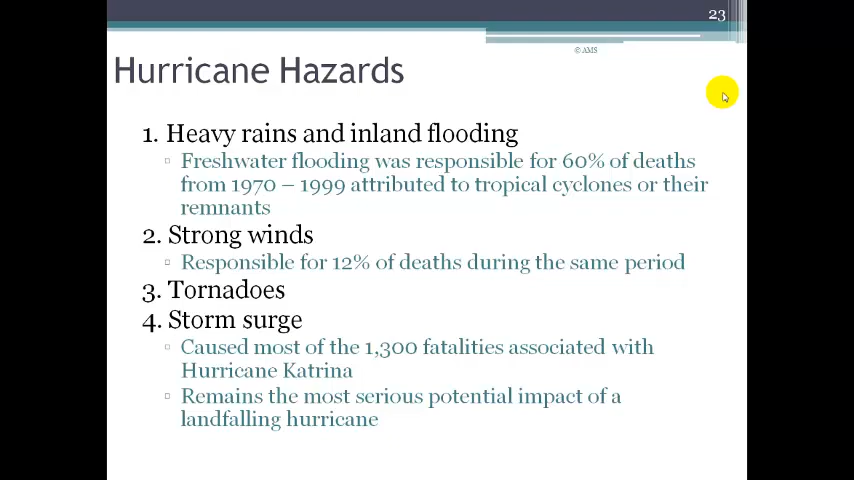 23
© AMS
Hurricane Hazards
1. Heavy rains and inland flooding
▫ Freshwater flooding was responsible for 60% of deaths
from 1970 – 1999 attributed to tropical cyclones or their
remnants
2. Strong winds
▫ Responsible for 12% of deaths during the same period
3. Tornadoes
4. Storm surge
▫ Caused most of the 1,300 fatalities associated with
Hurricane Katrina
▫ Remains the most serious potential impact of a
landfalling hurricane